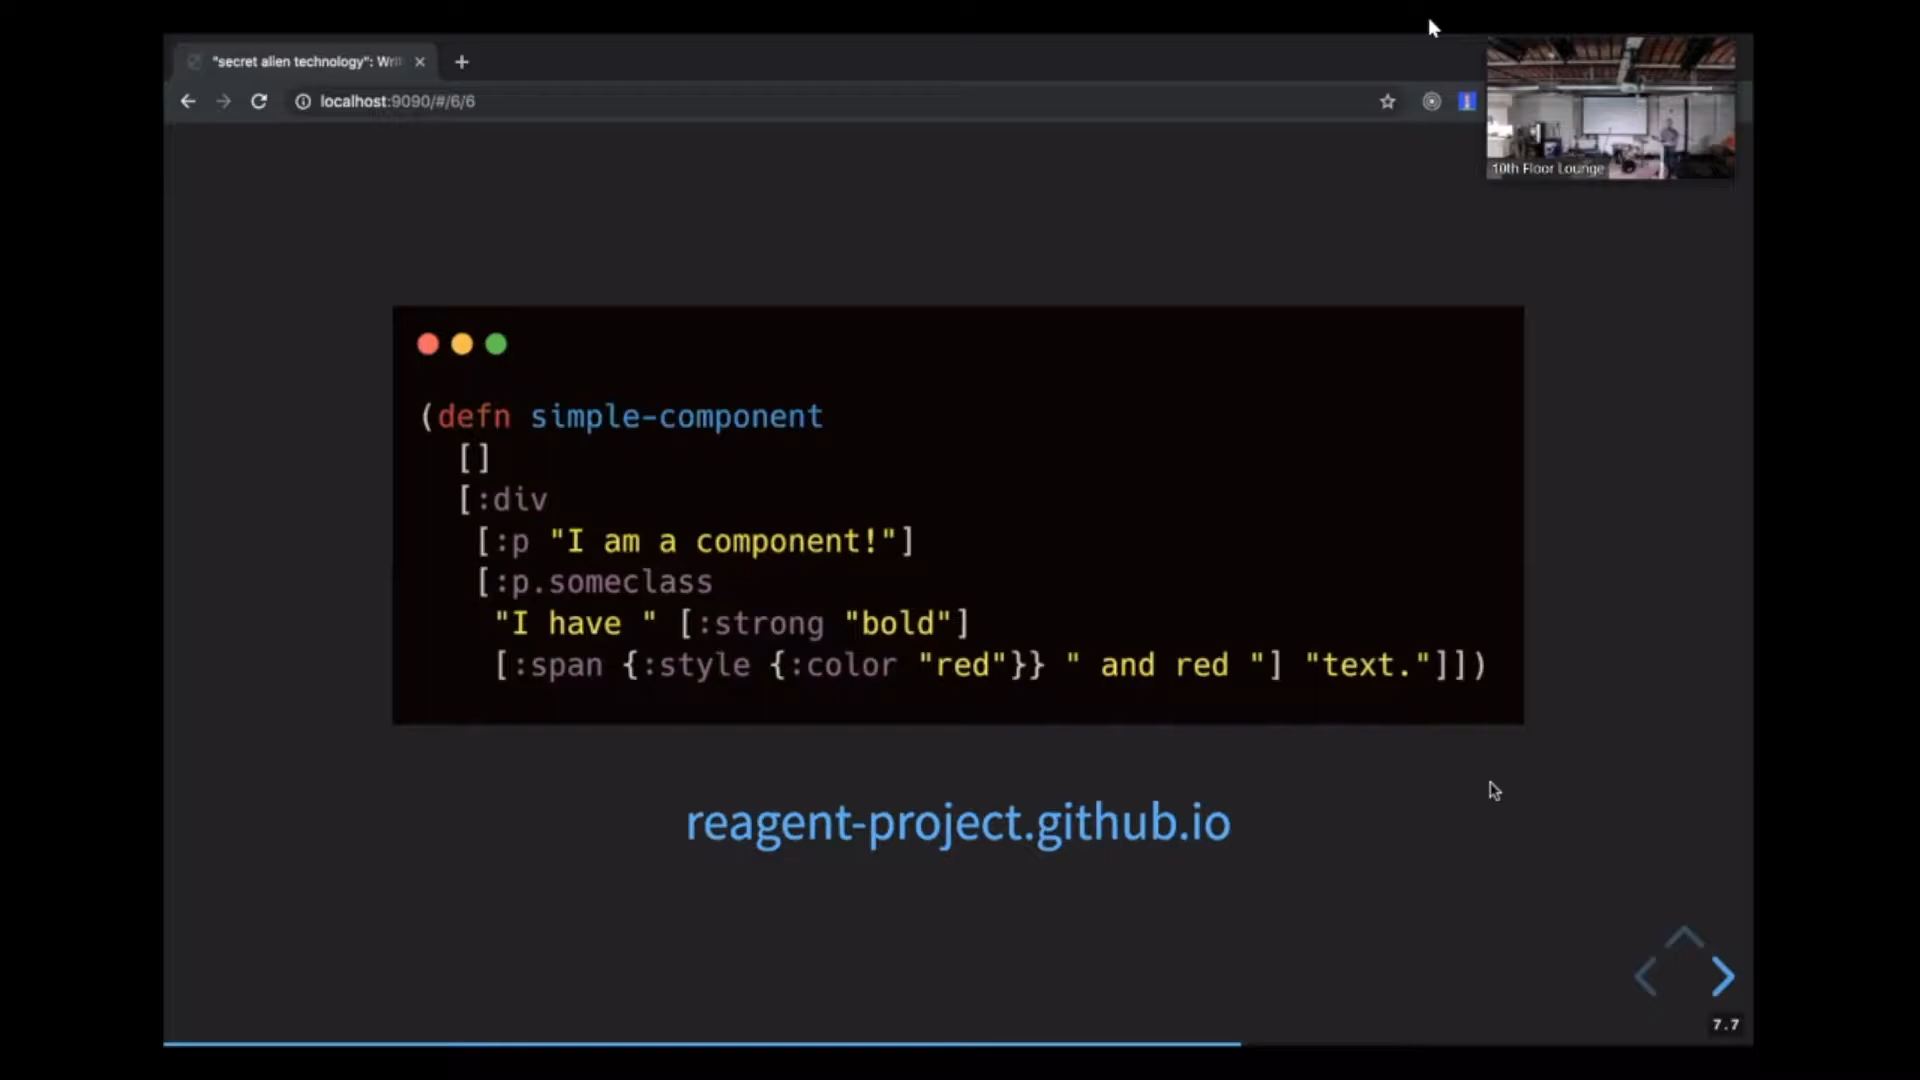 "secret alien technology": Writ
localhost:9090/#/6/6
10th Floor Lounge
(defn simple-component
[]
[:div
[:p "I am a component!"]
[:p.someclass
"I have " [:strong "bold"]
[:span {:style {:color "red"}} " and red "] "text."]])
reagent-project.github.io
7.7